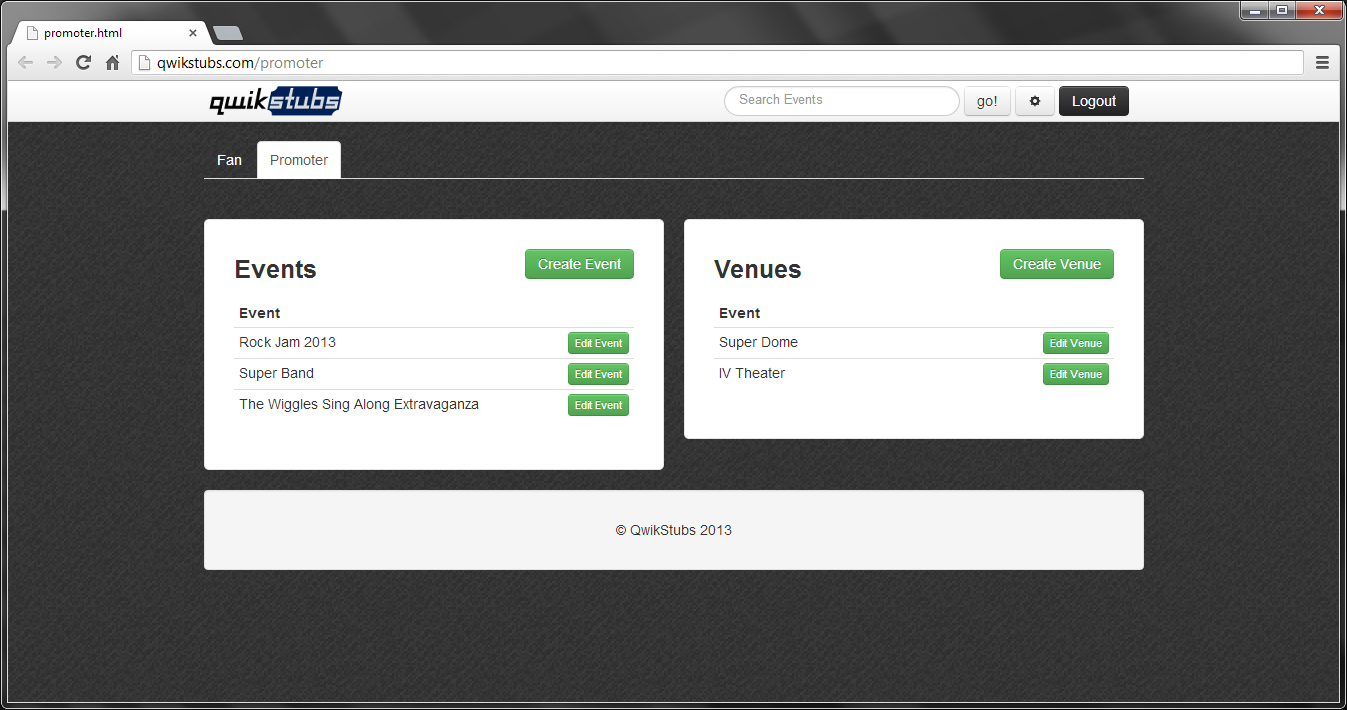 promoter.html
qwikstubs.com/promoter
qwikstubs Search Events go! Logout
Fan Promoter
Events Create Event
Event
Rock Jam 2013 Edit Event
Super Band Edit Event
The Wiggles Sing Along Extravaganza Edit Event
Venues Create Venue
Event
Super Dome Edit Venue
IV Theater Edit Venue
© QwikStubs 2013